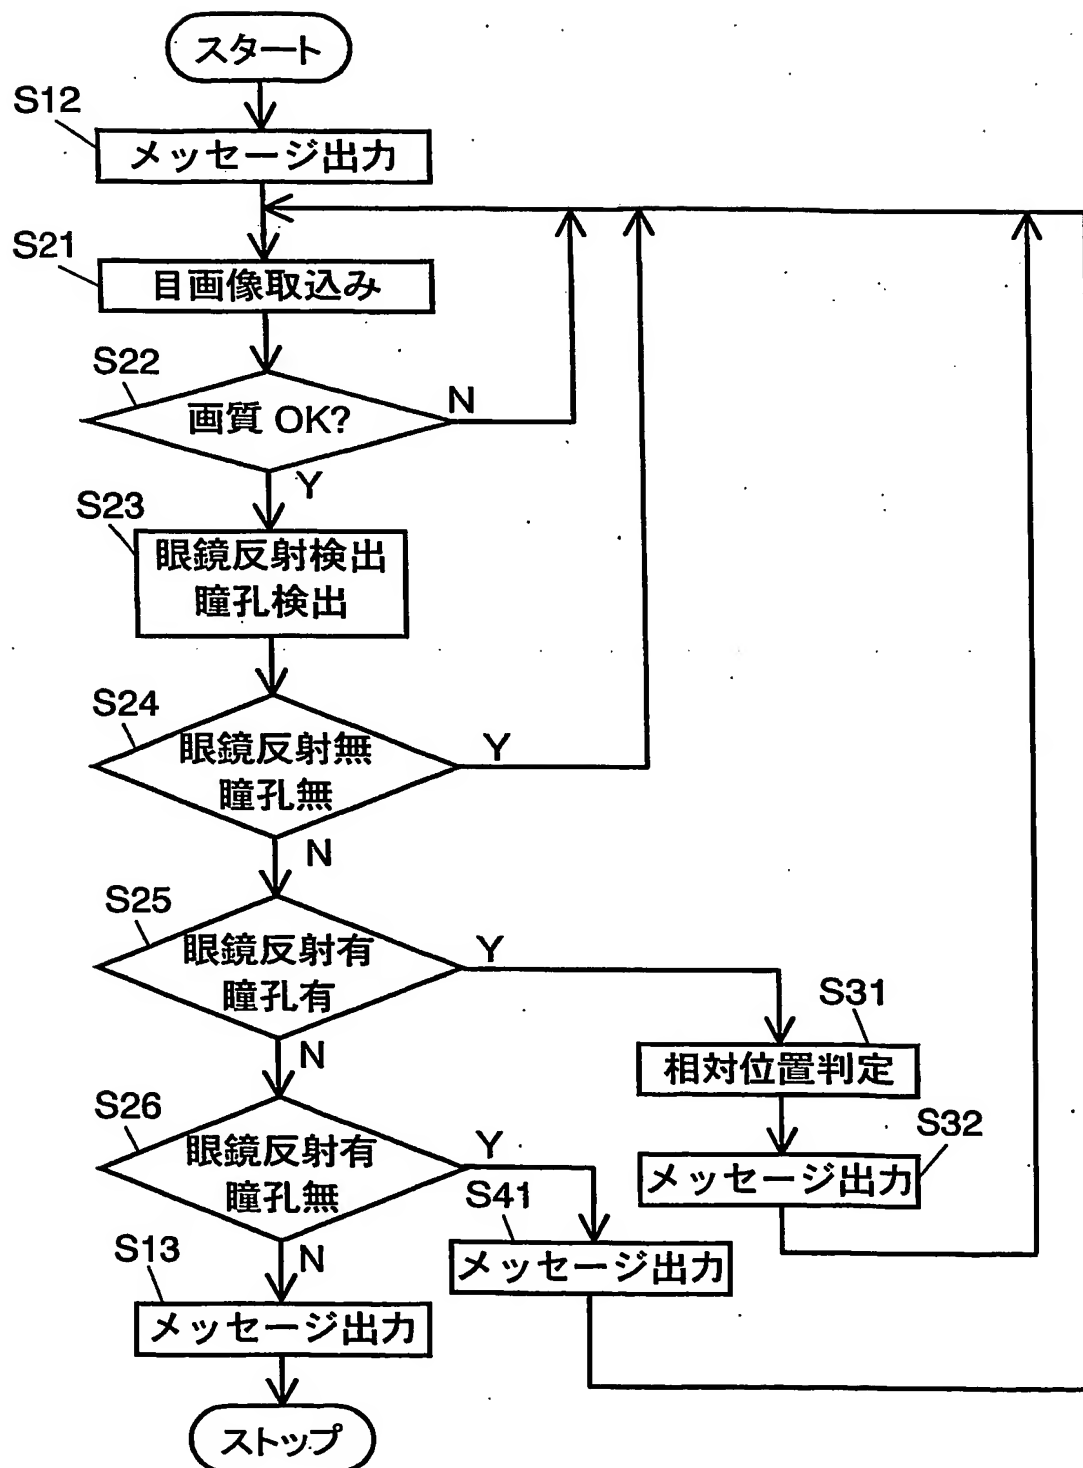 スタート
S12
メッセージ出力
S21
目画像取込み
S22
画質 OK?
N
Y
S23
眼鏡反射検出
瞳孔検出
S24
眼鏡反射無
瞳孔無
Y
N
S25
眼鏡反射有
瞳孔有
Y
N
S31
相対位置判定
S32
メッセージ出力
S26
眼鏡反射有
瞳孔無
Y
N
S41
メッセージ出力
S13
メッセージ出力
ストップ